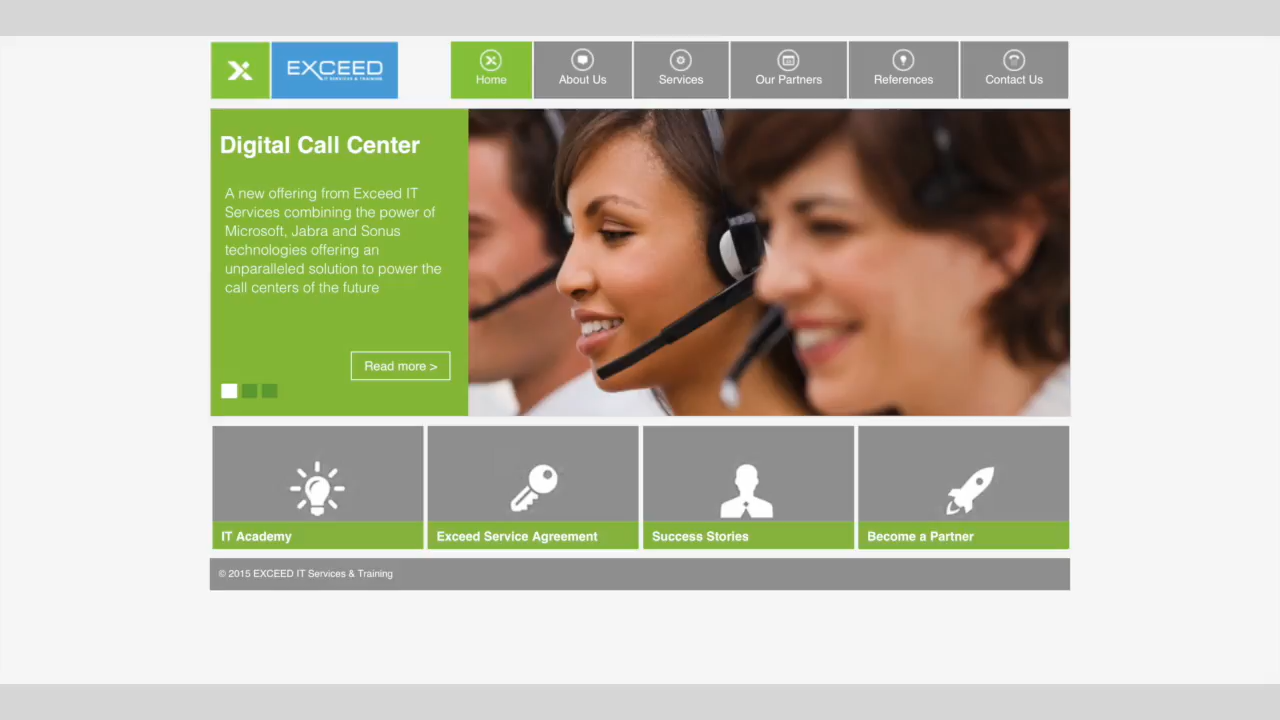 EXCEED
IT SERVICES & TRAINING
Home
About Us
Services
Our Partners
References
Contact Us
Digital Call Center
A new offering from Exceed IT
Services combining the power of
Microsoft, Jabra and Sonus
technologies offering an
unparalleled solution to power the
call centers of the future
Read more >
IT Academy
Exceed Service Agreement
Success Stories
Become a Partner
© 2015 EXCEED IT Services & Training